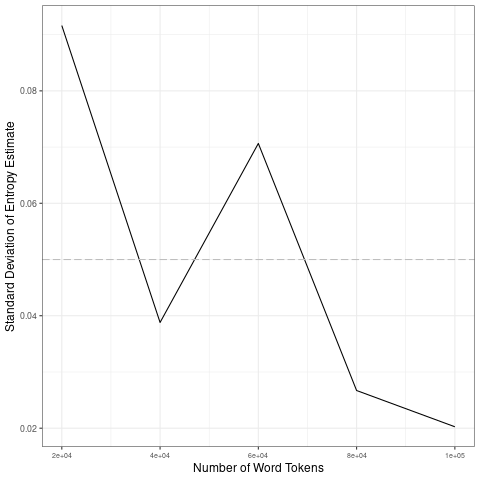 Standard Deviation of Entropy Estimate
0.08
0.06
0.04
0.02
2e+04 4e+04 6e+04 8e+04 1e+05
Number of Word Tokens